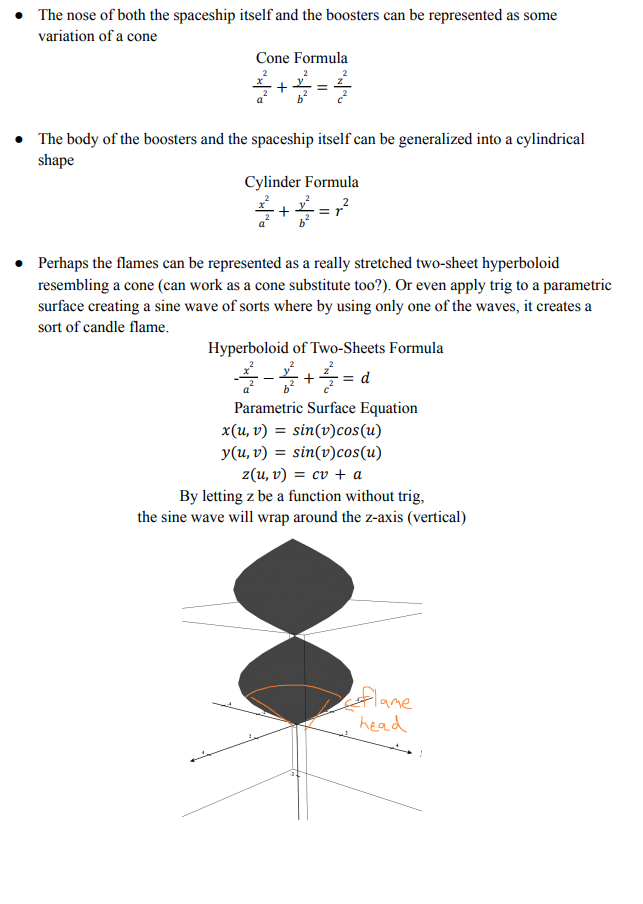 ● The nose of both the spaceship itself and the boosters can be represented as some
variation of a cone
Cone Formula
x²/a² + y²/b² = z²/c²
● The body of the boosters and the spaceship itself can be generalized into a cylindrical
shape
Cylinder Formula
x²/a² + y²/b² = r²
● Perhaps the flames can be represented as a really stretched two-sheet hyperboloid
resembling a cone (can work as a cone substitute too?). Or even apply trig to a parametric
surface creating a sine wave of sorts where by using only one of the waves, it creates a
sort of candle flame.
Hyperboloid of Two-Sheets Formula
-x²/a² − y²/b² + z²/c² = d
Parametric Surface Equation
x(u, v) = sin(v)cos(u)
y(u, v) = sin(v)cos(u)
z(u, v) = cv + a
By letting z be a function without trig,
the sine wave will wrap around the z-axis (vertical)
flame
head